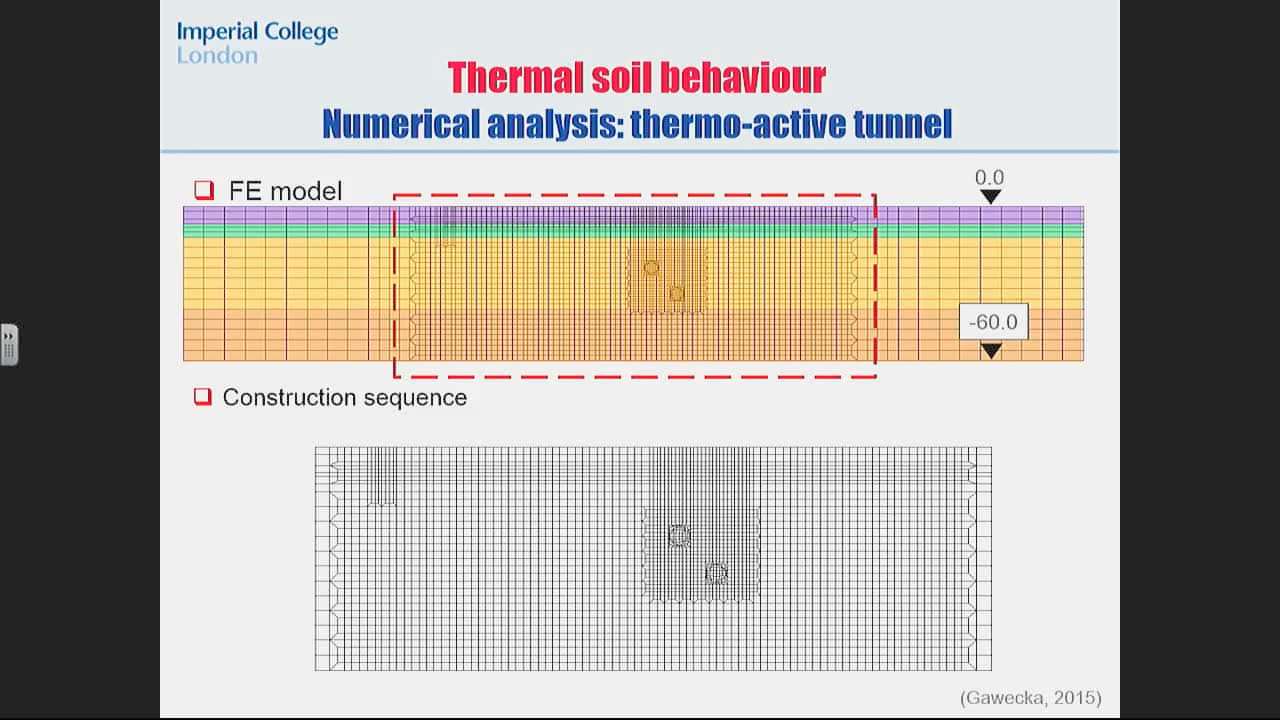 Imperial College
London
Thermal soil behaviour
Numerical analysis: thermo-active tunnel
FE model
0.0
-60.0
Construction sequence
(Gawecka, 2015)